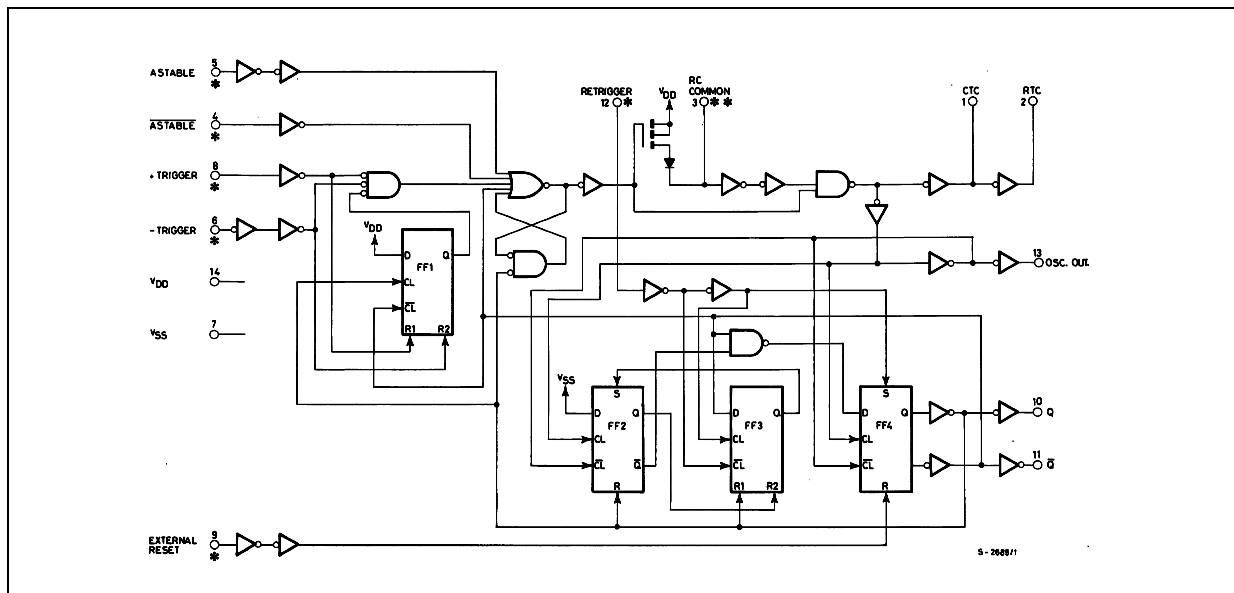 ASTABLE 5 *
ASTABLE 4 *
+ TRIGGER 8 *
- TRIGGER 6 *
VDD 14
VSS 7
EXTERNAL RESET 9 *
RETRIGGER 12 *
RC COMMON 3 * *
VDD
CTC 1
RTC 2
13 OSC. OUT.
VDD
D Q
FF1
CL
CL
R1 R2
VSS
S
D Q
FF2
CL
CL Q
R
D Q
FF3
CL
CL
R1 R2
S
D Q
FF4
CL
CL
R
10 Q
11 Q
S-2688/1